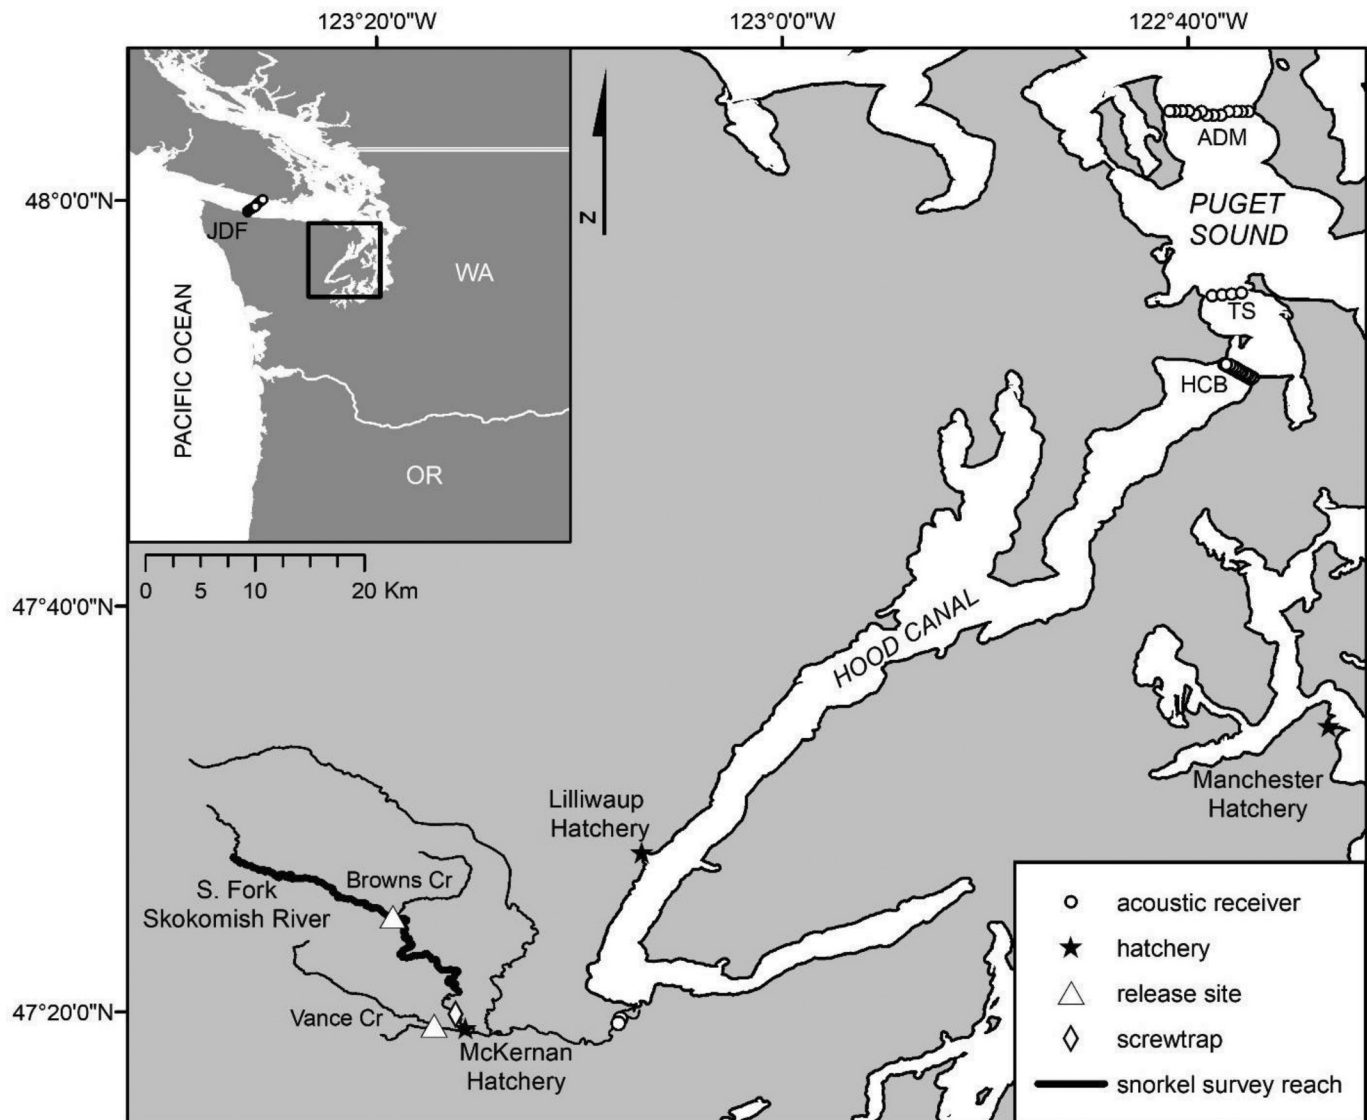 123°20'0"W
123°0'0"W
122°40'0"W
48°0'0"N
47°40'0"N
47°20'0"N
JDF
WA
PACIFIC OCEAN
OR
N
0 5 10 20 Km
ADM
PUGET
SOUND
TS
HCB
HOOD CANAL
Manchester
Hatchery
Lilliwaup
Hatchery
Browns Cr
S. Fork
Skokomish River
Vance Cr
McKernan
Hatchery
acoustic receiver
hatchery
release site
screwtrap
snorkel survey reach